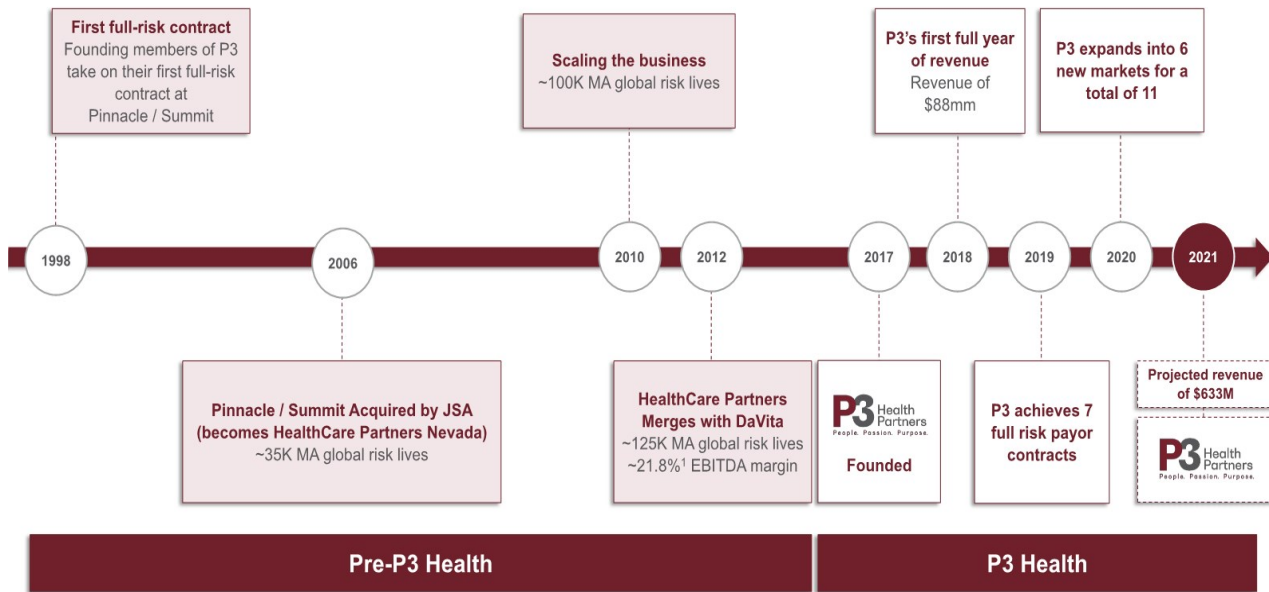 First full-risk contract
Founding members of P3
take on their first full-risk
contract at
Pinnacle / Summit
Scaling the business
~100K MA global risk lives
P3's first full year
of revenue
Revenue of
$88mm
P3 expands into 6
new markets for a
total of 11
1998
2006
2010
2012
2017
2018
2019
2020
2021
Pinnacle / Summit Acquired by JSA
(becomes HealthCare Partners Nevada)
~35K MA global risk lives
HealthCare Partners
Merges with DaVita
~125K MA global risk lives
~21.8%¹ EBITDA margin
P3 Health
Partners
People. Passion. Purpose.
Founded
P3 achieves 7
full risk payor
contracts
Projected revenue
of $633M
P3 Health
Partners
People. Passion. Purpose.
Pre-P3 Health
P3 Health